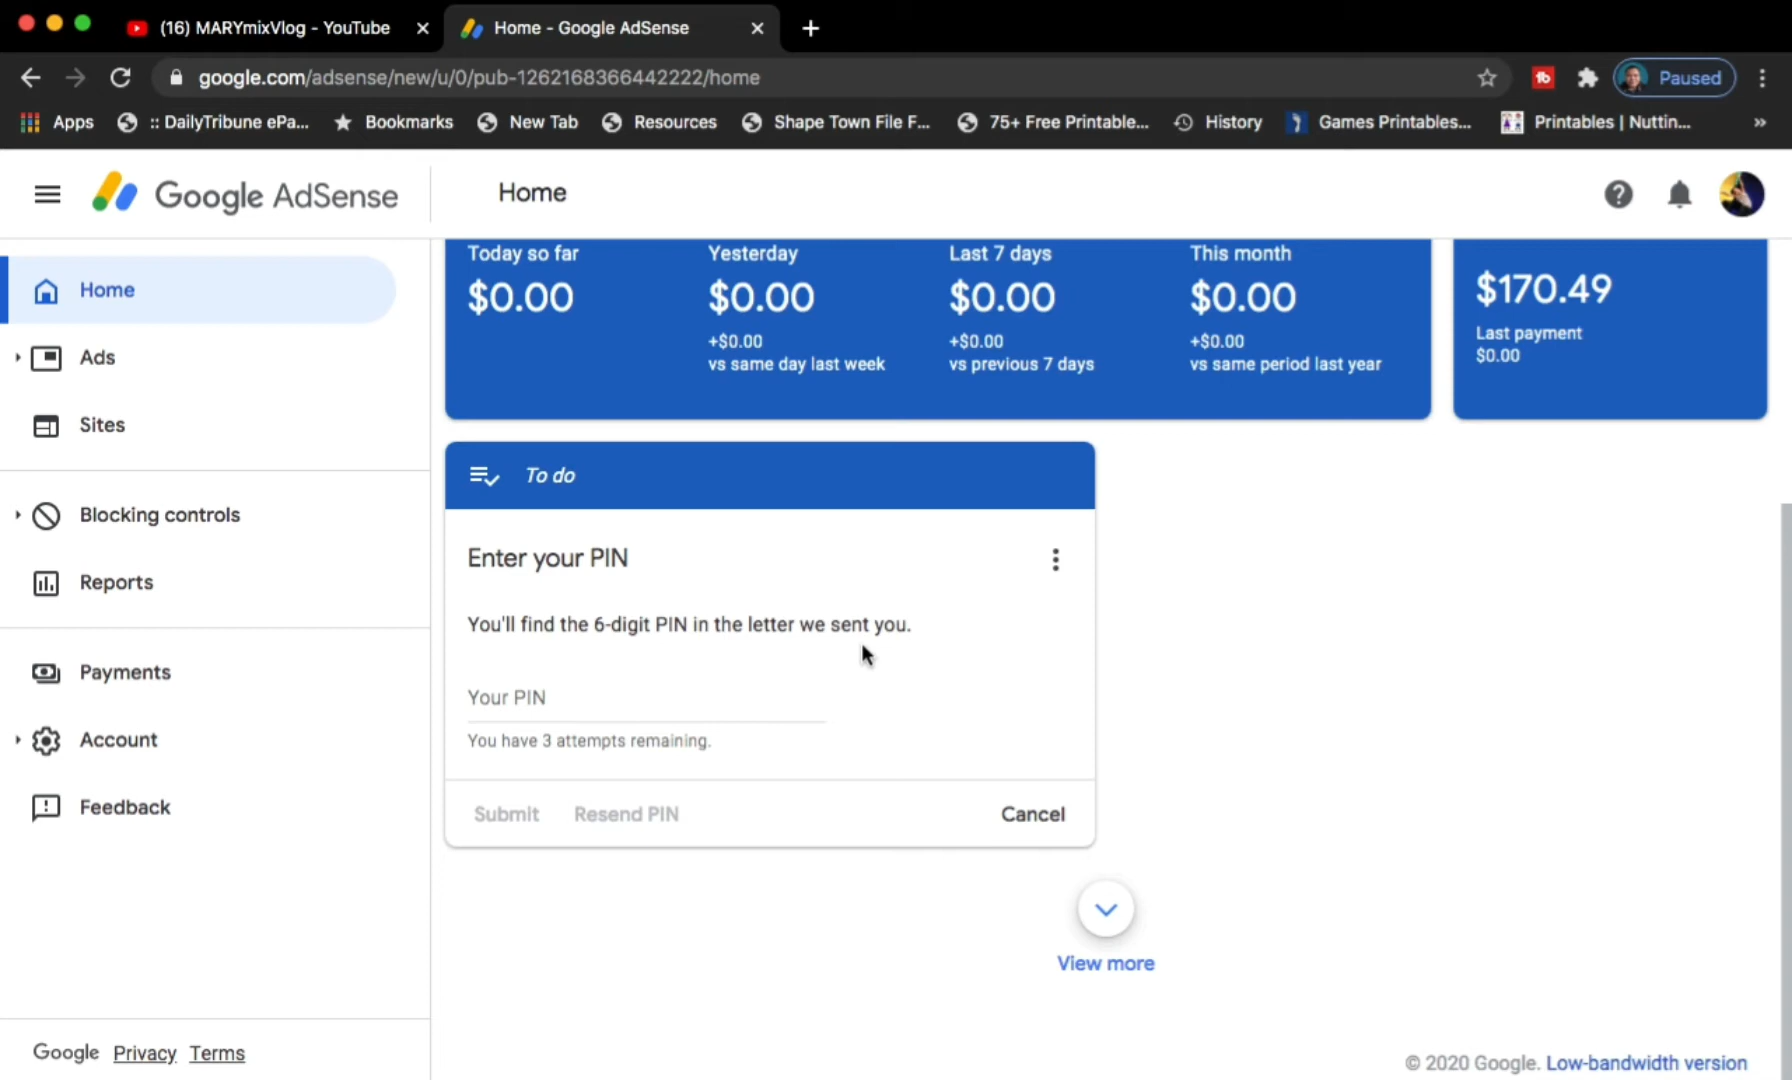 (16) MARYmixVlog - YouTube
Home - Google AdSense
google.com/adsense/new/u/0/pub-1262168366442222/home
Paused
Apps
:: DailyTribune ePa...
Bookmarks
New Tab
Resources
Shape Town File F...
75+ Free Printable...
History
Games Printables...
Printables | Nuttin...
»
Google AdSense
Home
Home
Ads
Sites
Blocking controls
Reports
Payments
Account
Feedback
Google Privacy Terms
Today so far
$0.00
Yesterday
$0.00
+$0.00
vs same day last week
Last 7 days
$0.00
+$0.00
vs previous 7 days
This month
$0.00
+$0.00
vs same period last year
$170.49
Last payment
$0.00
To do
Enter your PIN
You'll find the 6-digit PIN in the letter we sent you.
Your PIN
You have 3 attempts remaining.
Submit
Resend PIN
Cancel
View more
© 2020 Google. Low-bandwidth version